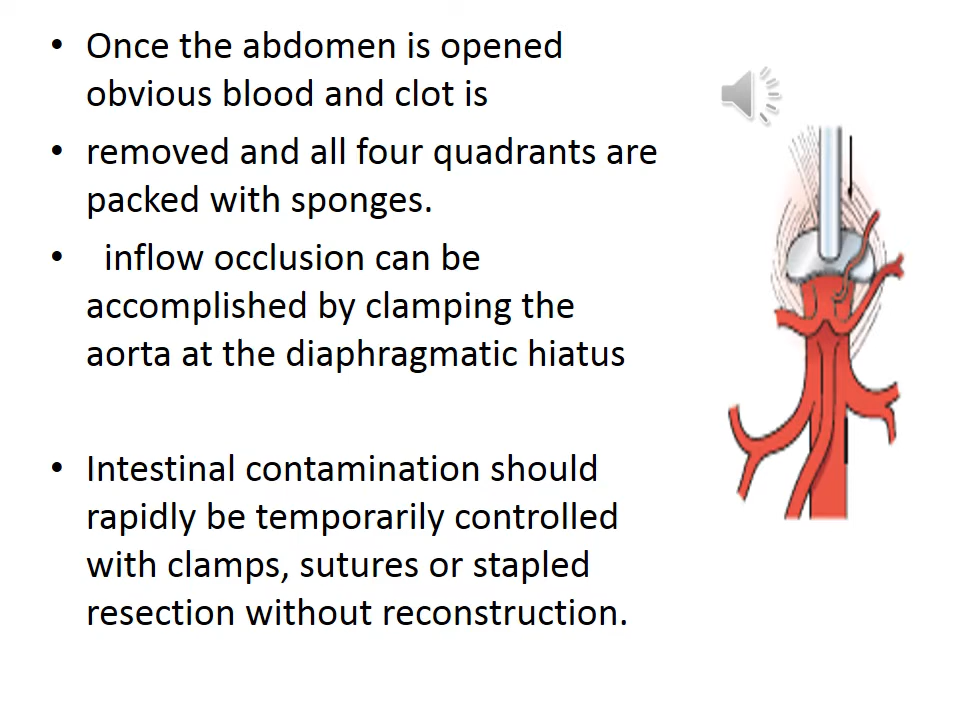 • Once the abdomen is opened
obvious blood and clot is
• removed and all four quadrants are
packed with sponges.
• inflow occlusion can be
accomplished by clamping the
aorta at the diaphragmatic hiatus
• Intestinal contamination should
rapidly be temporarily controlled
with clamps, sutures or stapled
resection without reconstruction.